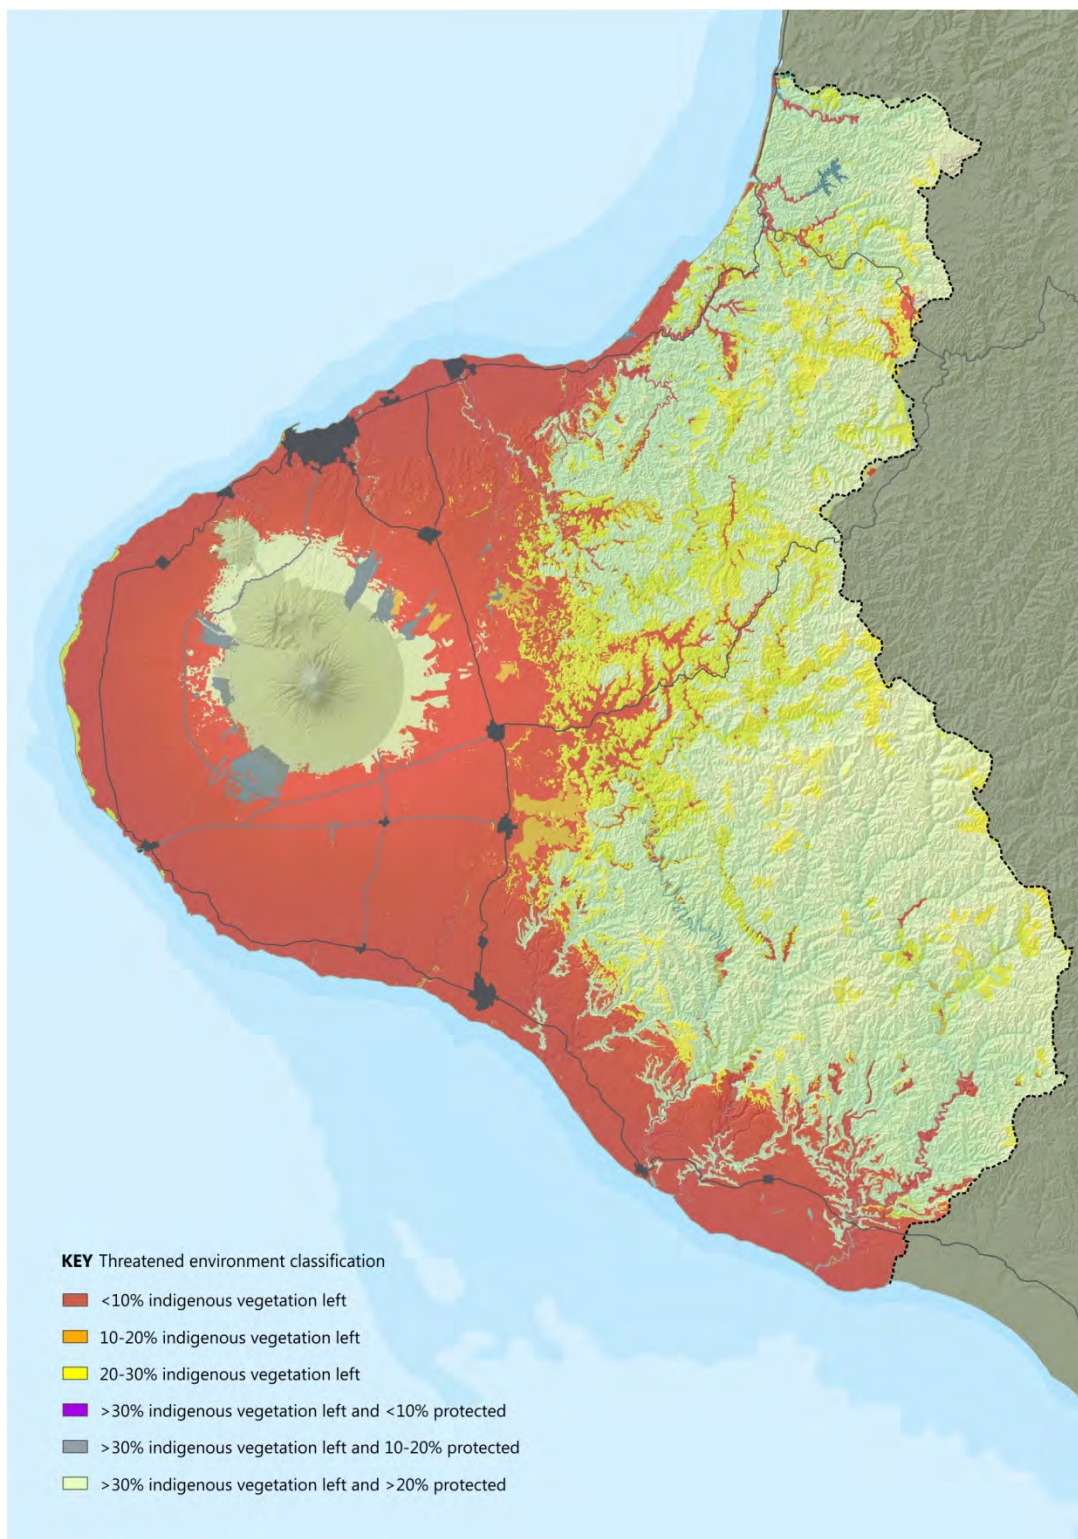 KEY Threatened environment classification
<10% indigenous vegetation left
10-20% indigenous vegetation left
20-30% indigenous vegetation left
>30% indigenous vegetation left and <10% protected
>30% indigenous vegetation left and 10-20% protected
>30% indigenous vegetation left and >20% protected